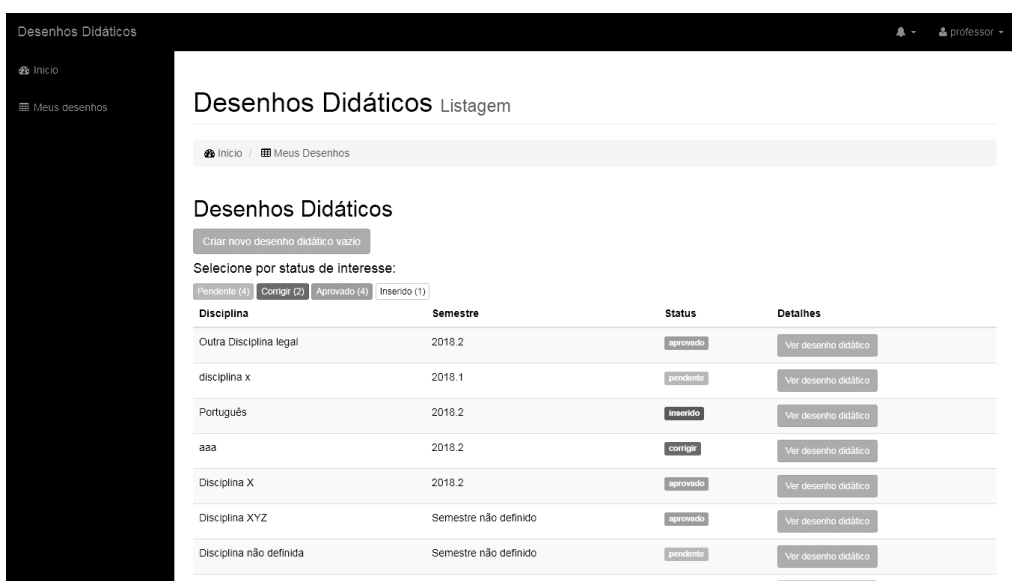 Desenhos Didáticos
professor
Inicio
Meus desenhos
Desenhos Didáticos Listagem
Inicio / Meus Desenhos
Desenhos Didáticos
Criar novo desenho didático vazio
Selecione por status de interesse:
Pendente (4) Corrigir (2) Aprovado (4) Inserido (1)
Disciplina Semestre Status Detalhes
Outra Disciplina legal 2018.2 aprovado Ver desenho didático
disciplina x 2018.1 pendente Ver desenho didático
Português 2018.2 inserido Ver desenho didático
aaa 2018.2 corrigir Ver desenho didático
Disciplina X 2018.2 aprovado Ver desenho didático
Disciplina XYZ Semestre não definido aprovado Ver desenho didático
Disciplina não definida Semestre não definido pendente Ver desenho didático